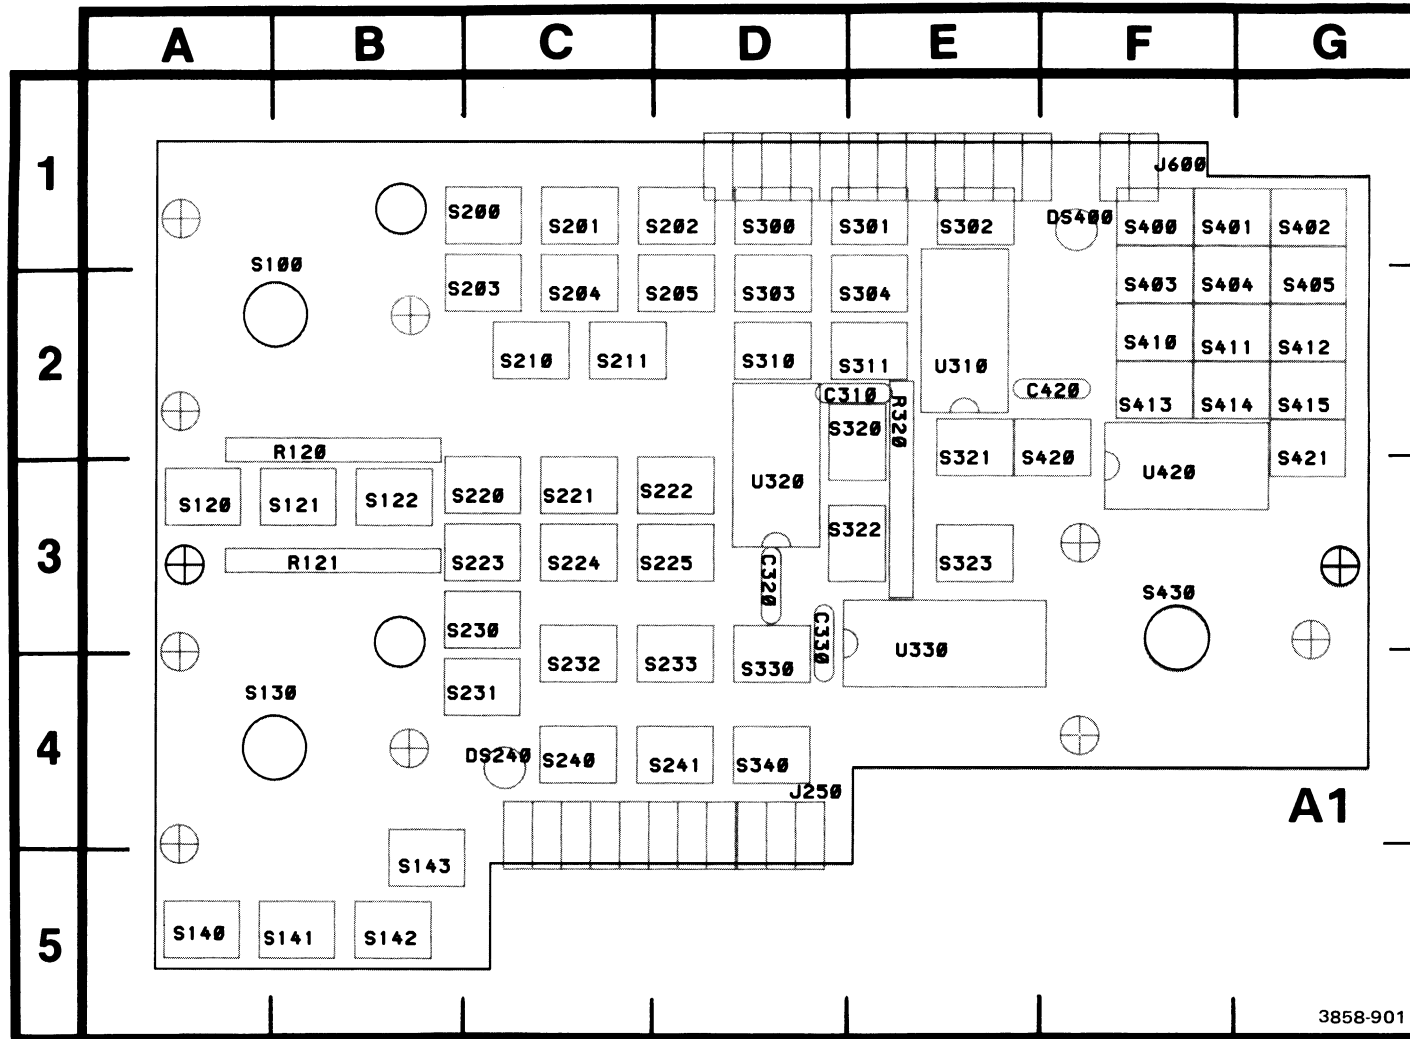 A B C D E F G
1
J600
S200 S201 S202 S300 S301 S302 DS400 S400 S401 S402
S100
S203 S204 S205 S303 S304 S403 S404 S405
2
S210 S211 S310 S311 U310 S410 S411 S412
C310 R320 C420 S413 S414 S415
S320
R120 S321 S420 S421
U320 U420
S120 S121 S122 S220 S221 S222
S322
3
R121 S223 S224 S225 S323
C320
S430
S230 C330
S232 S233 S330 U330
S130 S231
4
DS240 S240 S241 S340
J250
A1
S143
S140 S141 S142
5
3858-901